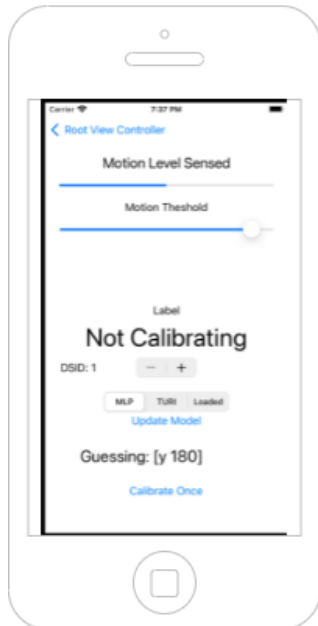 Carrier 7:37 PM
Root View Controller
Motion Level Sensed
Motion Theshold
Label
Not Calibrating
DSID: 1 − +
MLP TURI Loaded
Update Model
Guessing: [y 180]
Calibrate Once